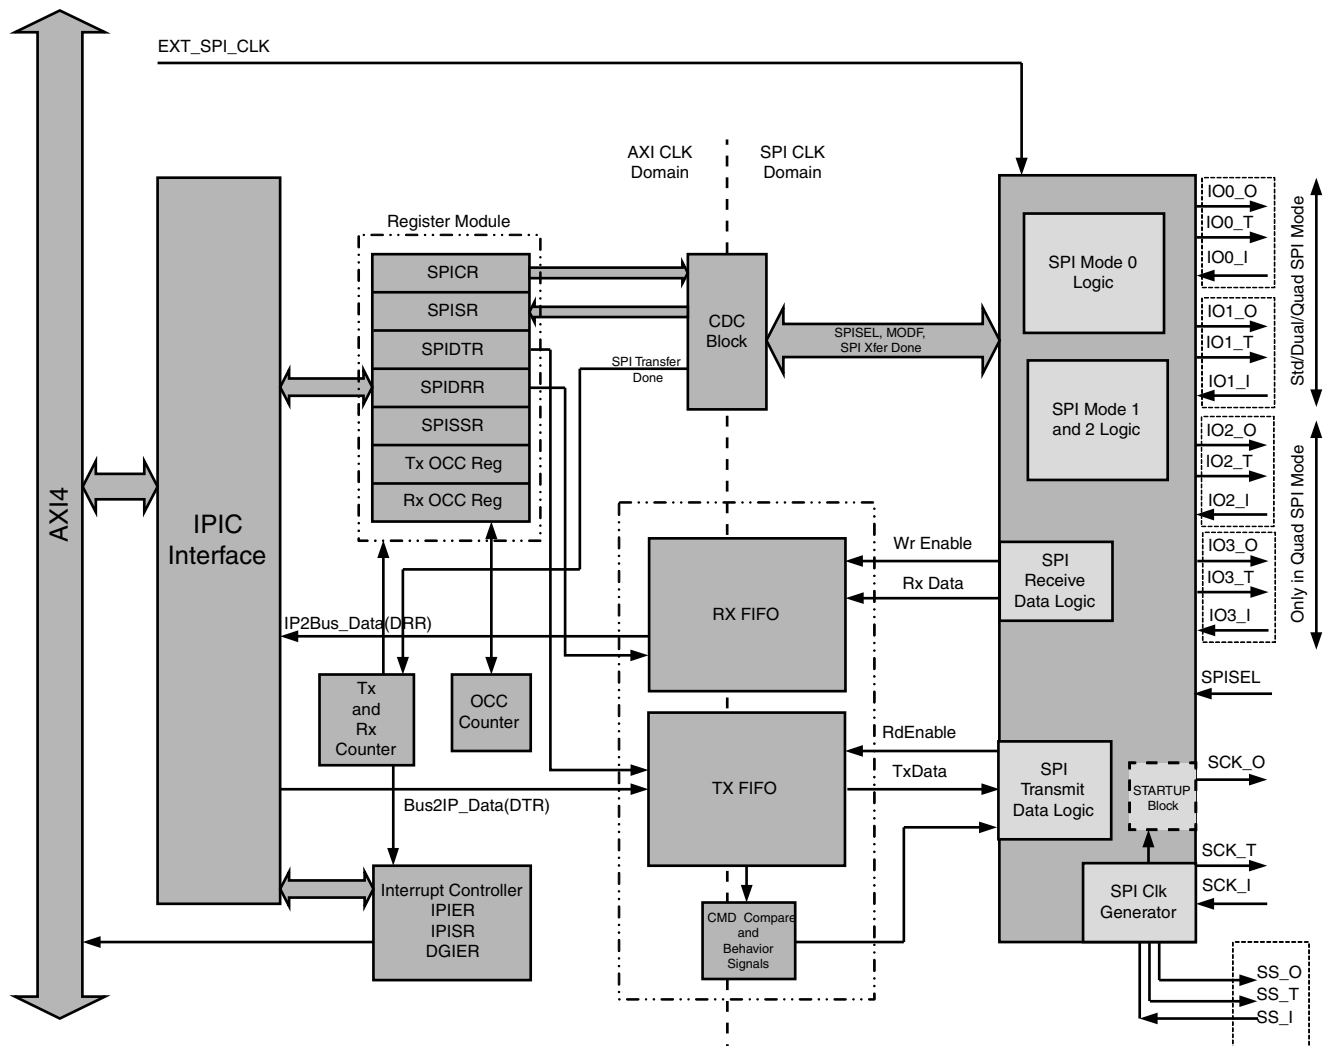 EXT_SPI_CLK
AXI CLK
Domain
SPI CLK
Domain
AXI4
IPIC
Interface
Register Module
SPICR
SPISR
SPIDTR
SPIDRR
SPISSR
Tx OCC Reg
Rx OCC Reg
CDC
Block
SPI Transfer
Done
SPISEL, MODF,
SPI Xfer Done
SPI Mode 0
Logic
SPI Mode 1
and 2 Logic
IO0_O
IO0_T
IO0_I
IO1_O
IO1_T
IO1_I
IO2_O
IO2_T
IO2_I
IO3_O
IO3_T
IO3_I
Std/Dual/Quad SPI Mode
Only in Quad SPI Mode
Wr Enable
Rx Data
SPI
Receive
Data Logic
RX FIFO
IP2Bus_Data(DRR)
Tx
and
Rx
Counter
OCC
Counter
SPISEL
RdEnable
TxData
TX FIFO
SPI
Transmit
Data Logic
STARTUP
Block
SCK_O
Bus2IP_Data(DTR)
SCK_T
SCK_I
SPI Clk
Generator
Interrupt Controller
IPIER
IPISR
DGIER
CMD Compare
and
Behavior
Signals
SS_O
SS_T
SS_I